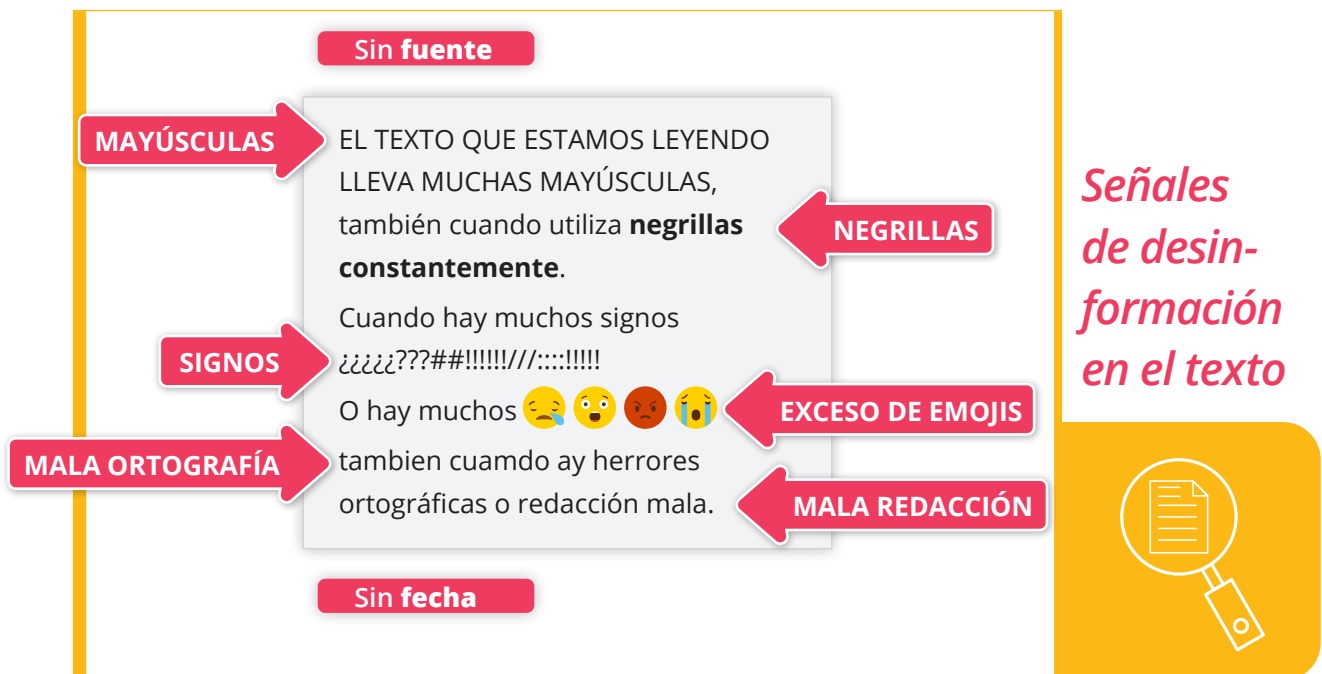 Sin fuente
MAYÚSCULAS
EL TEXTO QUE ESTAMOS LEYENDO
LLEVA MUCHAS MAYÚSCULAS,
también cuando utiliza negrillas
constantemente.
NEGRILLAS
Cuando hay muchos signos
SIGNOS
¿¿¿¿¿???##!!!!!!///::::!!!!!
O hay muchos 😪 😲 😡 😭
EXCESO DE EMOJIS
MALA ORTOGRAFÍA
tambien cuamdo ay herrores
ortográficas o redacción mala.
MALA REDACCIÓN
Sin fecha
Señales
de desin-
formación
en el texto